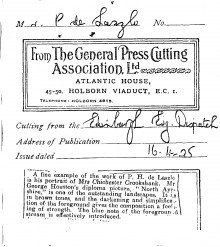 M r. P. de Laszlo No.
From The General Press Cutting
Association, Ltd
ATLANTIC HOUSE,
45-50, HOLBORN VIADUCT, E.C. 1.
TELEPHONE: HOLBORN 4815.
Cutting from the Edinburgh Evg Dispatch
Address of Publication
Issue dated 16.4.25
A fine example of the work of P. H. de Laszlo
is his portrait of Mrs Chichester Crookshank. Mr
George Houston's diploma picture, "North Ayr-
shire," is one of the outstanding landscapes. It is
in brown tones, and the darkening and simplifica-
tion of the foreground gives the composition a feel-
ing of strength. The blue note of the foreground
stream is effectively introduced.